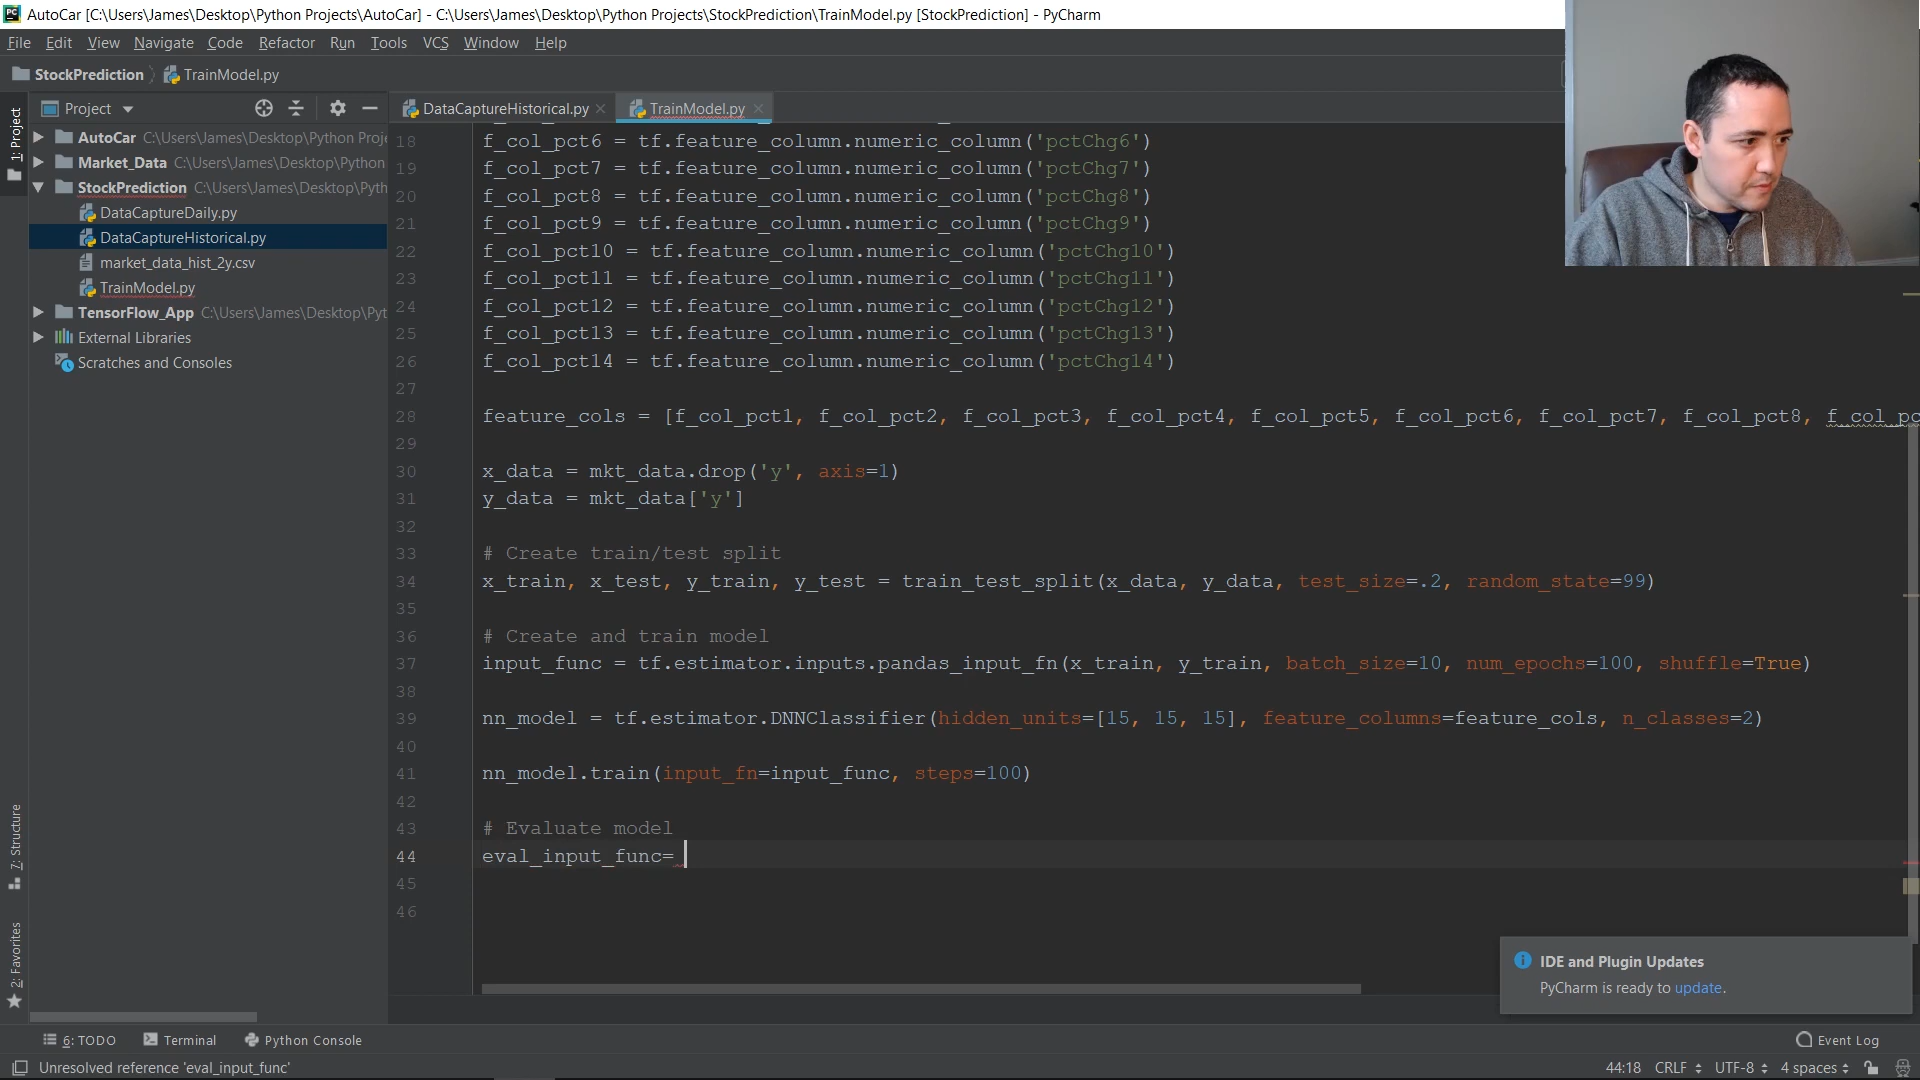 AutoCar [C:\Users\James\Desktop\Python Projects\AutoCar] - C:\Users\James\Desktop\Python Projects\StockPrediction\TrainModel.py [StockPrediction] - PyCharm
File Edit View Navigate Code Refactor Run Tools VCS Window Help
StockPrediction TrainModel.py
Project
DataCaptureHistorical.py TrainModel.py
1: Project
AutoCar C:\Users\James\Desktop\Python Proje
Market_Data C:\Users\James\Desktop\Python
StockPrediction C:\Users\James\Desktop\Pyth
DataCaptureDaily.py
DataCaptureHistorical.py
market_data_hist_2y.csv
TrainModel.py
TensorFlow_App C:\Users\James\Desktop\Pyt
External Libraries
Scratches and Consoles
7: Structure
2: Favorites
18 f_col_pct6 = tf.feature_column.numeric_column('pctChg6')
19 f_col_pct7 = tf.feature_column.numeric_column('pctChg7')
20 f_col_pct8 = tf.feature_column.numeric_column('pctChg8')
21 f_col_pct9 = tf.feature_column.numeric_column('pctChg9')
22 f_col_pct10 = tf.feature_column.numeric_column('pctChg10')
23 f_col_pct11 = tf.feature_column.numeric_column('pctChg11')
24 f_col_pct12 = tf.feature_column.numeric_column('pctChg12')
25 f_col_pct13 = tf.feature_column.numeric_column('pctChg13')
26 f_col_pct14 = tf.feature_column.numeric_column('pctChg14')
27
28 feature_cols = [f_col_pct1, f_col_pct2, f_col_pct3, f_col_pct4, f_col_pct5, f_col_pct6, f_col_pct7, f_col_pct8, f_col_pc
29
30 x_data = mkt_data.drop('y', axis=1)
31 y_data = mkt_data['y']
32
33 # Create train/test split
34 x_train, x_test, y_train, y_test = train_test_split(x_data, y_data, test_size=.2, random_state=99)
35
36 # Create and train model
37 input_func = tf.estimator.inputs.pandas_input_fn(x_train, y_train, batch_size=10, num_epochs=100, shuffle=True)
38
39 nn_model = tf.estimator.DNNClassifier(hidden_units=[15, 15, 15], feature_columns=feature_cols, n_classes=2)
40
41 nn_model.train(input_fn=input_func, steps=100)
42
43 # Evaluate model
44 eval_input_func=
45
46
IDE and Plugin Updates
PyCharm is ready to update.
6: TODO Terminal Python Console Event Log
Unresolved reference 'eval_input_func' 44:18 CRLF UTF-8 4 spaces